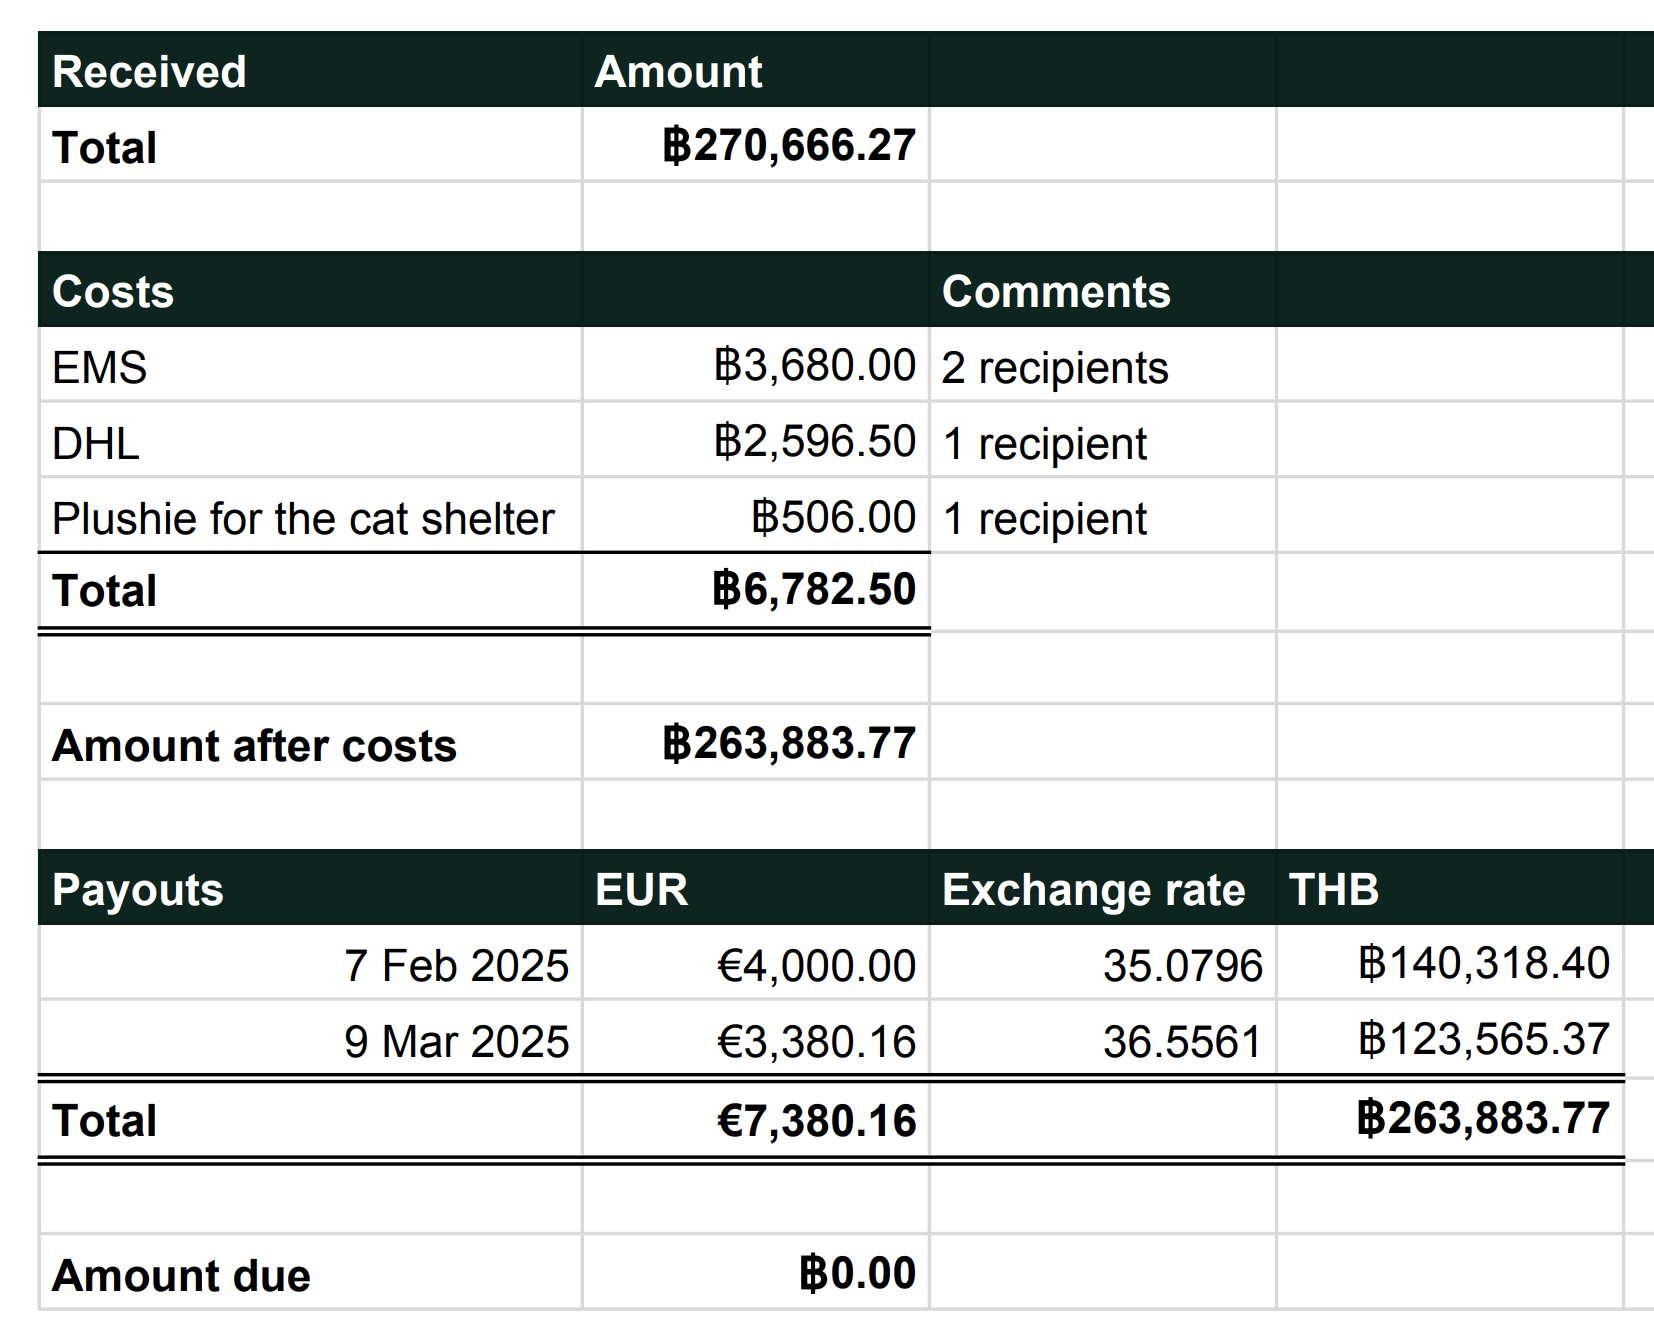 Received Amount
Total ฿270,666.27
Costs Comments
EMS ฿3,680.00 2 recipients
DHL ฿2,596.50 1 recipient
Plushie for the cat shelter ฿506.00 1 recipient
Total ฿6,782.50
Amount after costs ฿263,883.77
Payouts EUR Exchange rate THB
7 Feb 2025 €4,000.00 35.0796 ฿140,318.40
9 Mar 2025 €3,380.16 36.5561 ฿123,565.37
Total €7,380.16 ฿263,883.77
Amount due ฿0.00